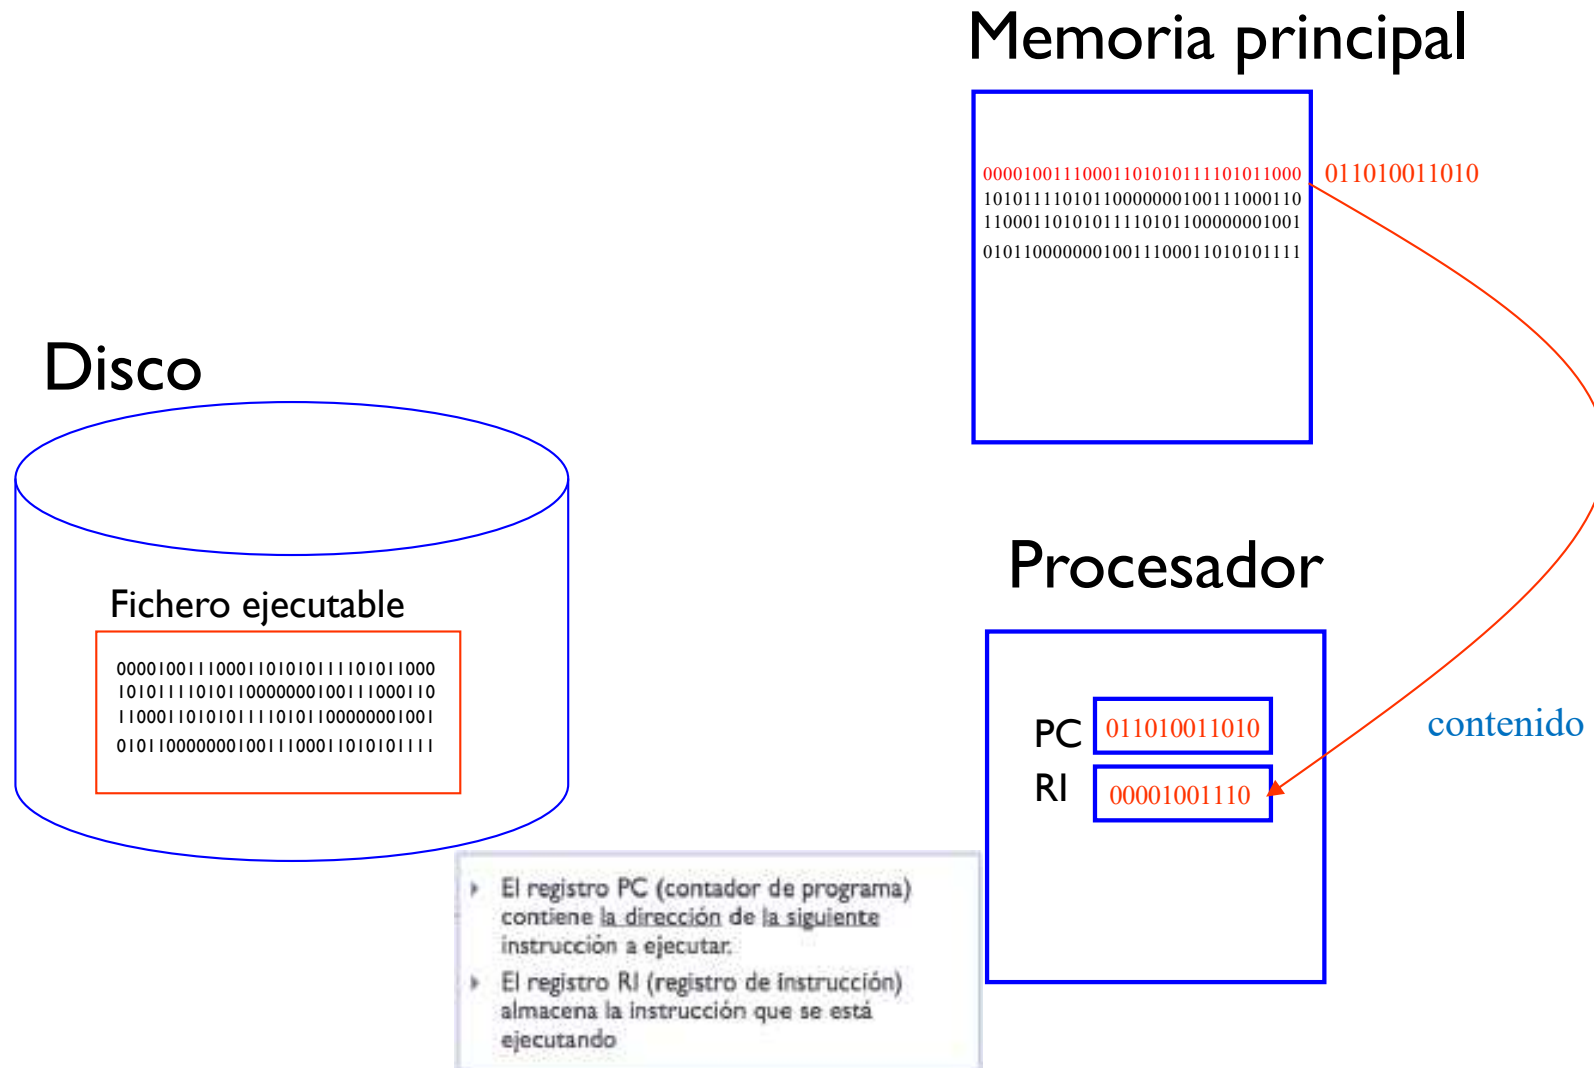 Memoria principal
00001001110001101010111101011000 011010011010
10101111010110000000100111000110
11000110101011110101100000001001
01011000000010011100011010101111
Disco
Fichero ejecutable
00001001110001101010111101011000
10101111010110000000100111000110
11000110101011110101100000001001
01011000000010011100011010101111
Procesador
PC 011010011010
RI 00001001110
contenido
El registro PC (contador de programa)
contiene la dirección de la siguiente
instrucción a ejecutar.
El registro RI (registro de instrucción)
almacena la instrucción que se está
ejecutando